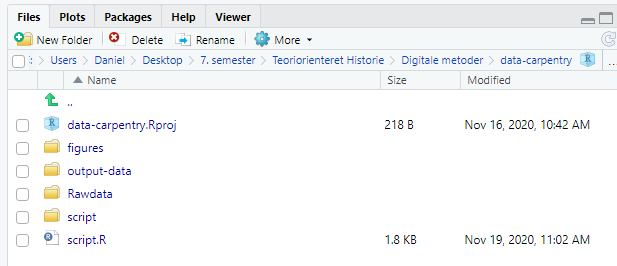 Files Plots Packages Help Viewer
New Folder Delete Rename More
: Users Daniel Desktop 7. semester Teoriorienteret Historie Digitale metoder data-carpentry R ...
Name Size Modified
..
data-carpentry.Rproj 218 B Nov 16, 2020, 10:42 AM
figures
output-data
Rawdata
script
script.R 1.8 KB Nov 19, 2020, 11:02 AM